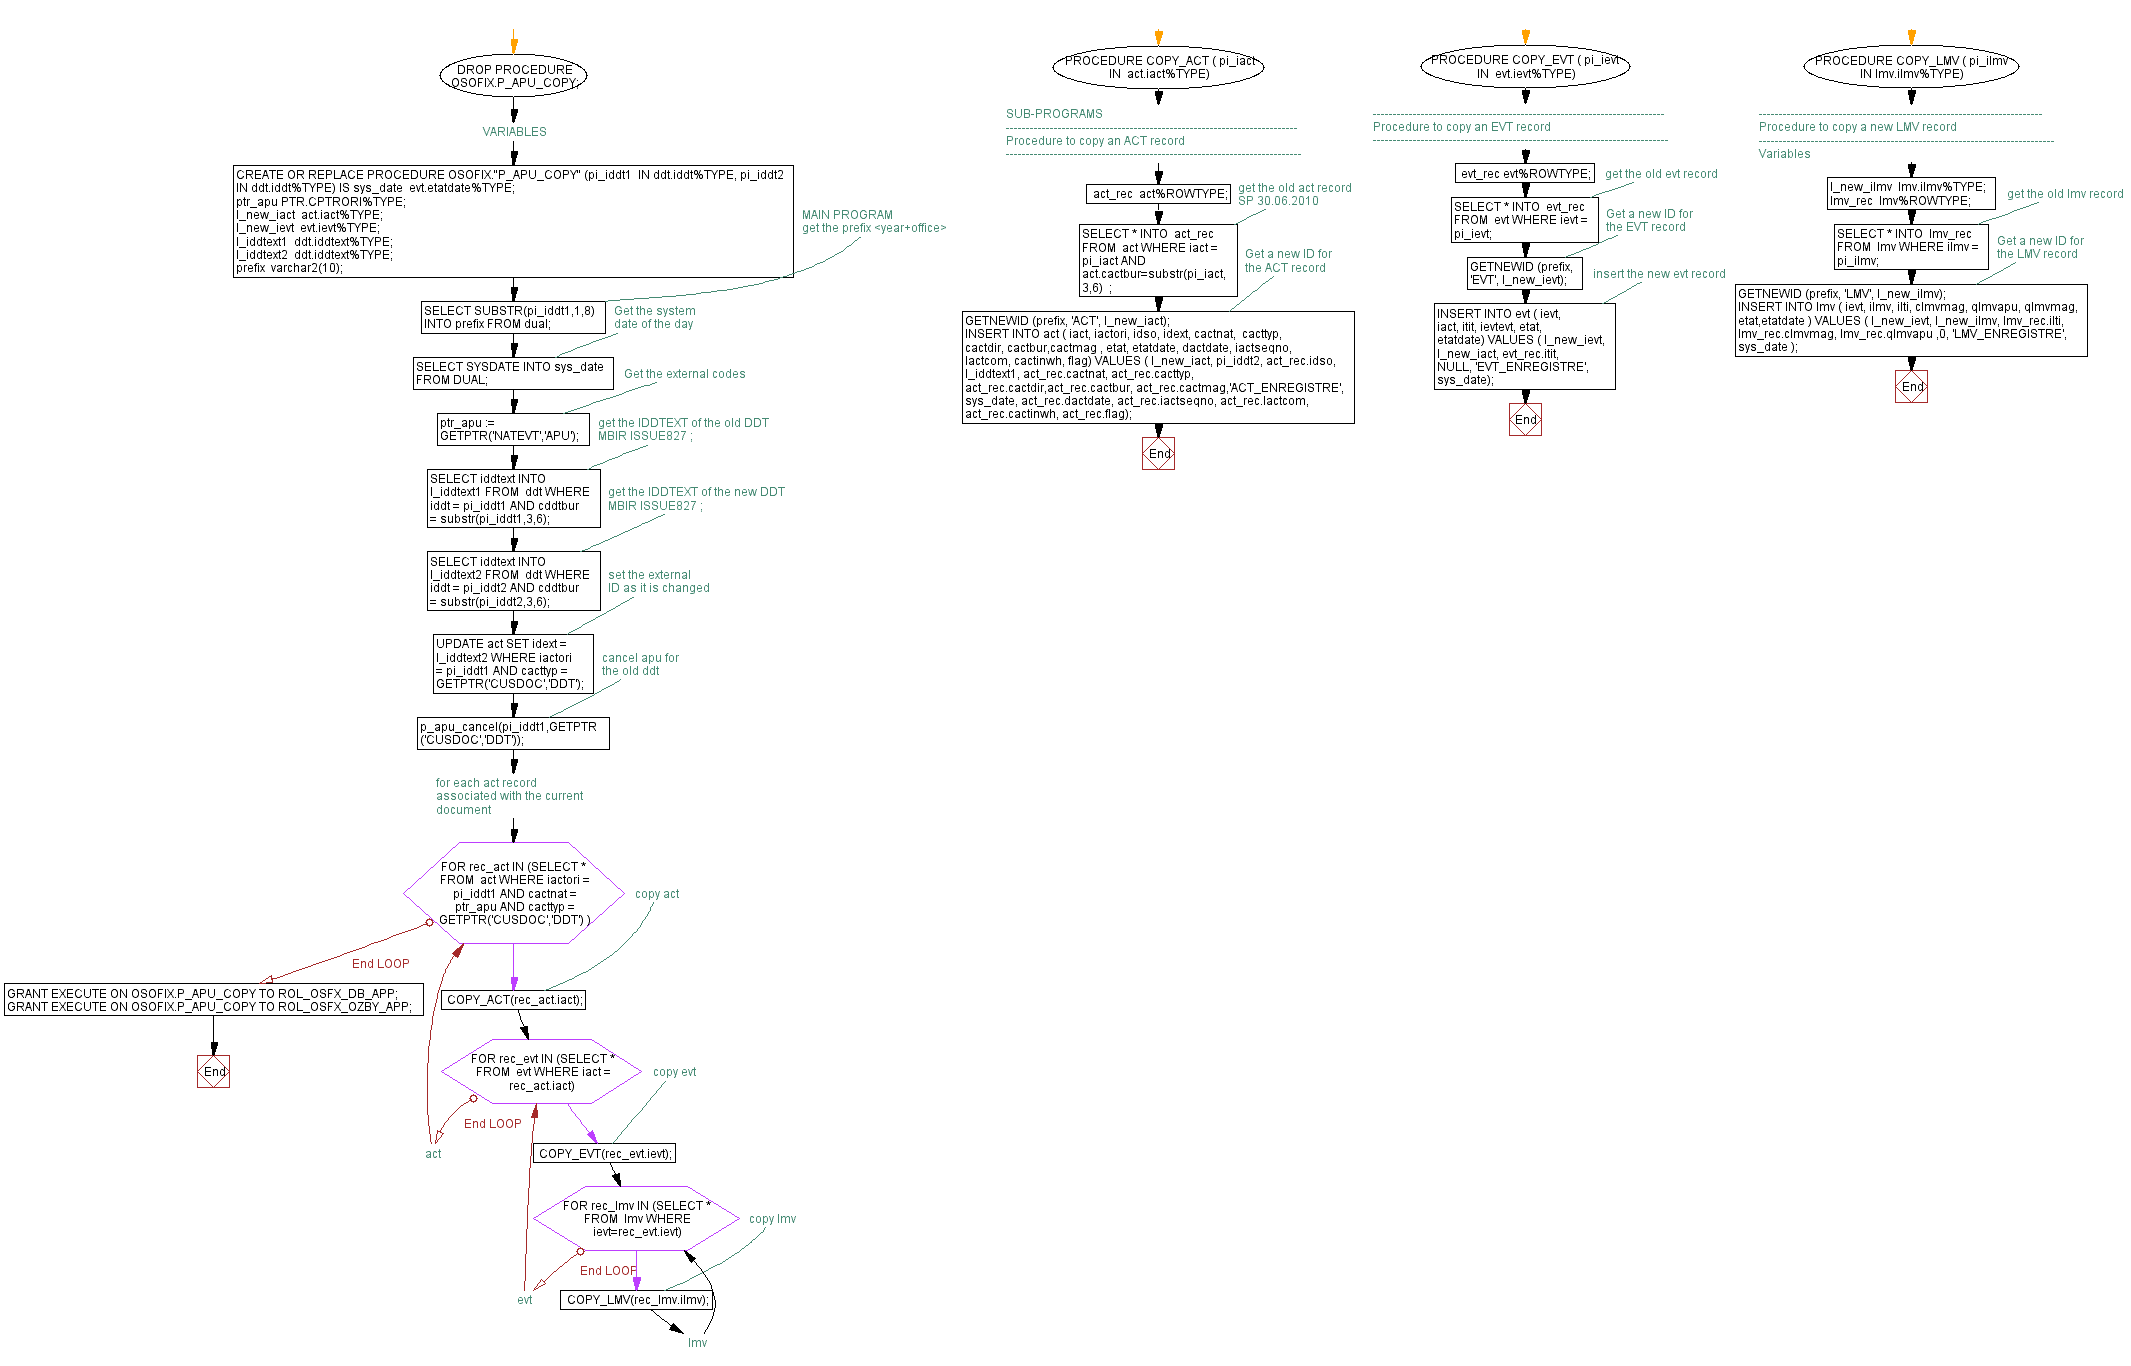 DROP PROCEDURE
OSOFIX.P_APU_COPY;
VARIABLES
CREATE OR REPLACE PROCEDURE OSOFIX."P_APU_COPY" (pi_iddt1 IN ddt.iddt%TYPE, pi_iddt2
IN ddt.iddt%TYPE) IS sys_date evt.etatdate%TYPE;
ptr_apu PTR.CPTRORI%TYPE;
l_new_iact act.iact%TYPE;
l_new_ievt evt.ievt%TYPE;
l_iddtext1 ddt.iddtext%TYPE;
l_iddtext2 ddt.iddtext%TYPE;
prefix varchar2(10);
MAIN PROGRAM
get the prefix <year+office>
SELECT SUBSTR(pi_iddt1,1,8)
INTO prefix FROM dual;
Get the system
date of the day
SELECT SYSDATE INTO sys_date
FROM DUAL;
Get the external codes
ptr_apu :=
GETPTR('NATEVT','APU');
get the IDDTEXT of the old DDT
MBIR ISSUE827 ;
SELECT iddtext INTO
l_iddtext1 FROM ddt WHERE
iddt = pi_iddt1 AND cddtbur
= substr(pi_iddt1,3,6);
get the IDDTEXT of the new DDT
MBIR ISSUE827 ;
SELECT iddtext INTO
l_iddtext2 FROM ddt WHERE
iddt = pi_iddt2 AND cddtbur
= substr(pi_iddt2,3,6);
set the external
ID as it is changed
UPDATE act SET idext =
l_iddtext2 WHERE iactori
= pi_iddt1 AND cacttyp =
GETPTR('CUSDOC','DDT');
cancel apu for
the old ddt
p_apu_cancel(pi_iddt1,GETPTR
('CUSDOC','DDT'));
for each act record
associated with the current
document
FOR rec_act IN (SELECT *
FROM act WHERE iactori =
pi_iddt1 AND cactnat =
ptr_apu AND cacttyp =
GETPTR('CUSDOC','DDT') )
copy act
End LOOP
GRANT EXECUTE ON OSOFIX.P_APU_COPY TO ROL_OSFX_DB_APP;
GRANT EXECUTE ON OSOFIX.P_APU_COPY TO ROL_OSFX_OZBY_APP;
End
COPY_ACT(rec_act.iact);
FOR rec_evt IN (SELECT *
FROM evt WHERE iact =
rec_act.iact)
copy evt
End LOOP
act
COPY_EVT(rec_evt.ievt);
FOR rec_lmv IN (SELECT *
FROM lmv WHERE
ievt=rec_evt.ievt)
copy lmv
End LOOP
evt
COPY_LMV(rec_lmv.ilmv);
lmv
PROCEDURE COPY_ACT ( pi_iact
IN act.iact%TYPE)
SUB-PROGRAMS
Procedure to copy an ACT record
act_rec act%ROWTYPE;
get the old act record
SP 30.06.2010
SELECT * INTO act_rec
FROM act WHERE iact =
pi_iact AND
act.cactbur=substr(pi_iact,
3,6) ;
Get a new ID for
the ACT record
GETNEWID (prefix, 'ACT', l_new_iact);
INSERT INTO act ( iact, iactori, idso, idext, cactnat, cacttyp,
cactdir, cactbur,cactmag , etat, etatdate, dactdate, iactseqno,
lactcom, cactinwh, flag) VALUES ( l_new_iact, pi_iddt2, act_rec.idso,
l_iddtext1, act_rec.cactnat, act_rec.cacttyp,
act_rec.cactdir,act_rec.cactbur, act_rec.cactmag,'ACT_ENREGISTRE',
sys_date, act_rec.dactdate, act_rec.iactseqno, act_rec.lactcom,
act_rec.cactinwh, act_rec.flag);
End
PROCEDURE COPY_EVT ( pi_ievt
IN evt.ievt%TYPE)
Procedure to copy an EVT record
evt_rec evt%ROWTYPE;
get the old evt record
SELECT * INTO evt_rec
FROM evt WHERE ievt =
pi_ievt;
Get a new ID for
the EVT record
GETNEWID (prefix,
'EVT', l_new_ievt);
insert the new evt record
INSERT INTO evt ( ievt,
iact, itit, ievtevt, etat,
etatdate) VALUES ( l_new_ievt,
l_new_iact, evt_rec.itit,
NULL, 'EVT_ENREGISTRE',
sys_date);
End
PROCEDURE COPY_LMV ( pi_ilmv
IN lmv.ilmv%TYPE)
Procedure to copy a new LMV record
Variables
l_new_ilmv lmv.ilmv%TYPE;
lmv_rec lmv%ROWTYPE;
get the old lmv record
SELECT * INTO lmv_rec
FROM lmv WHERE ilmv =
pi_ilmv;
Get a new ID for
the LMV record
GETNEWID (prefix, 'LMV', l_new_ilmv);
INSERT INTO lmv ( ievt, ilmv, ilti, clmvmag, qlmvapu, qlmvmag,
etat,etatdate ) VALUES ( l_new_ievt, l_new_ilmv, lmv_rec.ilti,
lmv_rec.clmvmag, lmv_rec.qlmvapu ,0, 'LMV_ENREGISTRE',
sys_date );
End